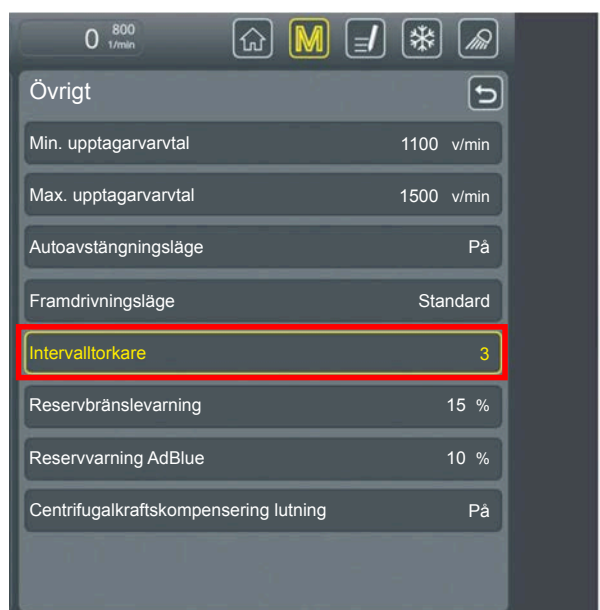 0 800 1/min M
Övrigt
Min. upptagarvarvtal 1100 v/min
Max. upptagarvarvtal 1500 v/min
Autoavstängningsläge På
Framdrivningsläge Standard
Intervalltorkare 3
Reservbränslevarning 15 %
Reservvarning AdBlue 10 %
Centrifugalkraftskompensering lutning På